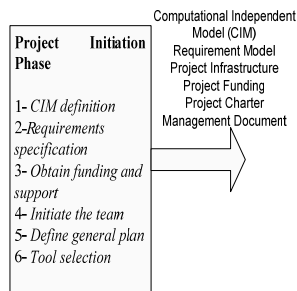 Project Initiation
Phase
1- CIM definition
2-Requirements
specification
3- Obtain funding and
support
4- Initiate the team
5- Define general plan
6- Tool selection
Computational Independent
Model (CIM)
Requirement Model
Project Infrastructure
Project Funding
Project Charter
Management Document